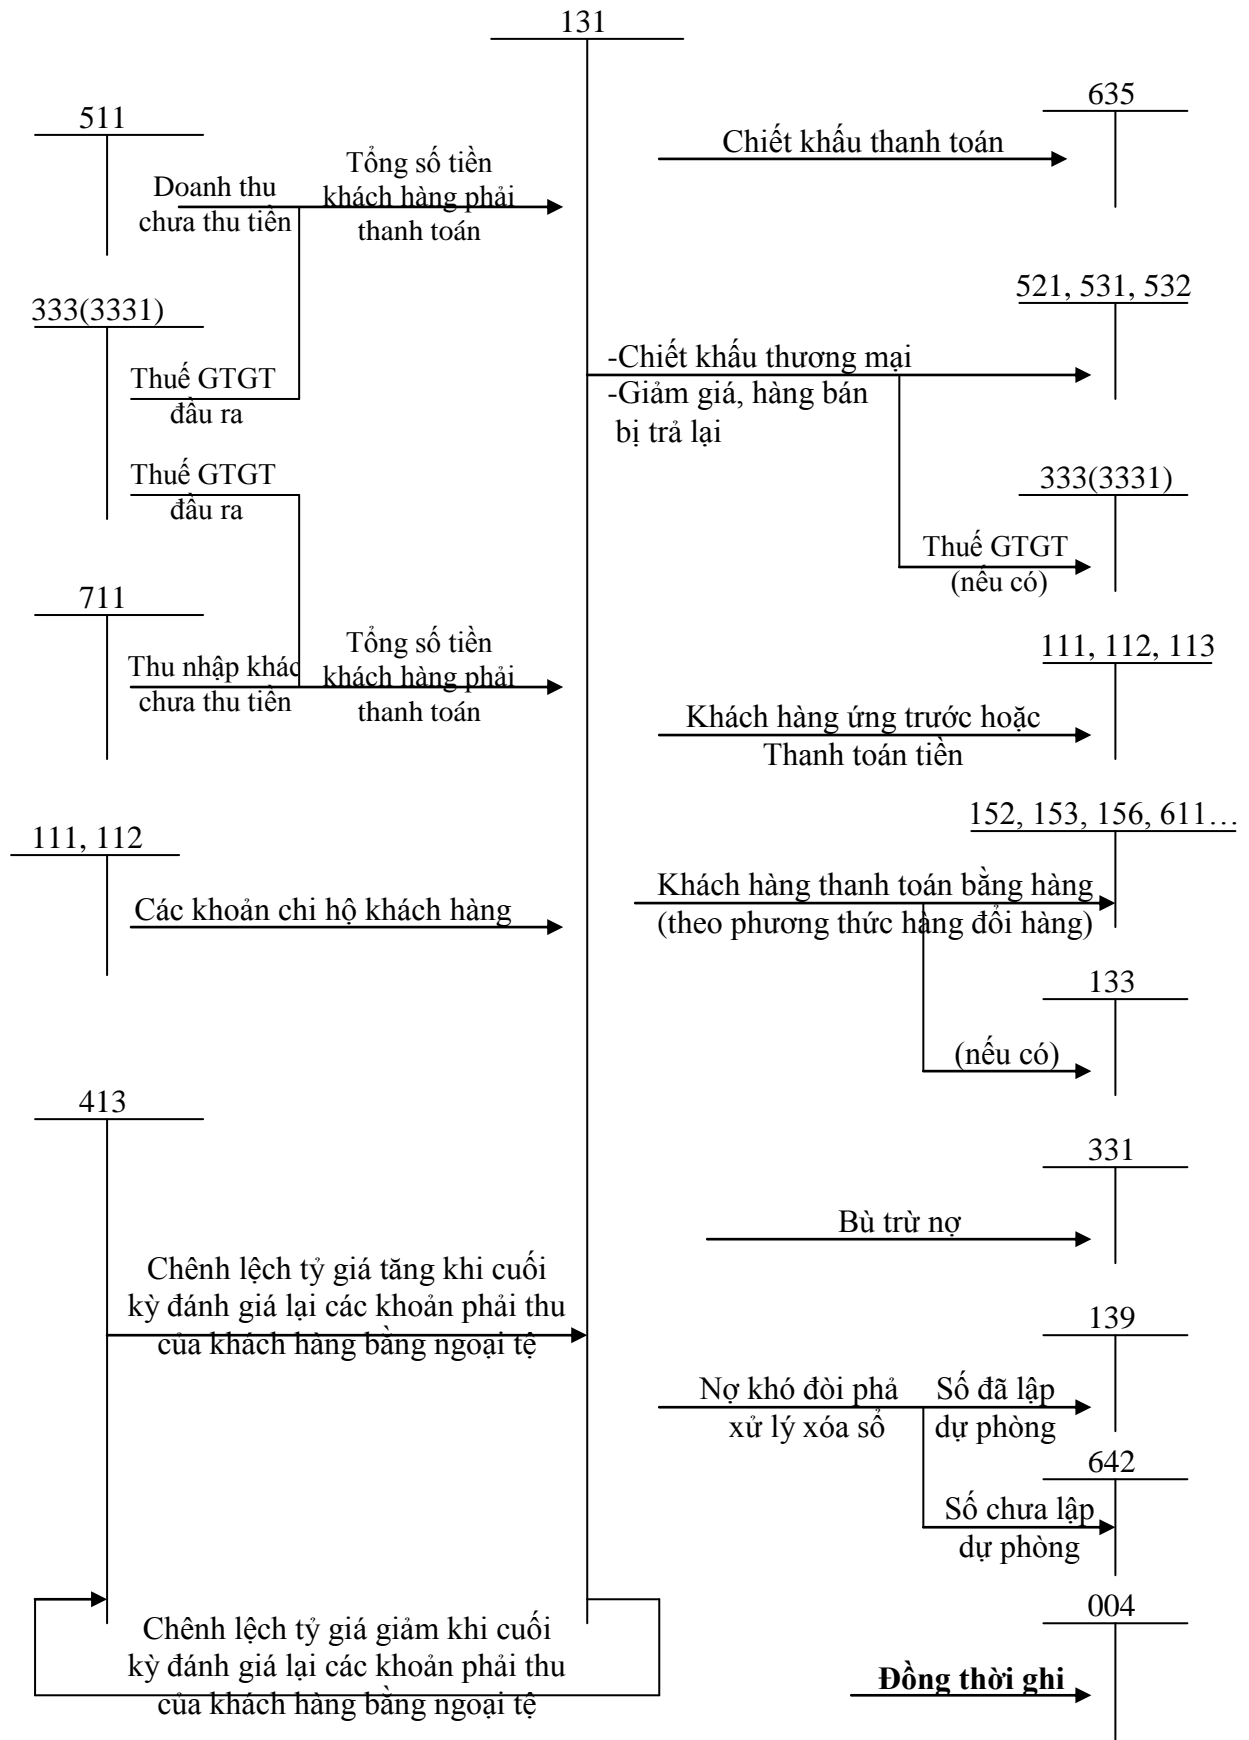 131
511
Doanh thu
chưa thu tiền
Tổng số tiền
khách hàng phải
thanh toán
333(3331)
Thuế GTGT
đầu ra
Thuế GTGT
đầu ra
711
Thu nhập khác
chưa thu tiền
Tổng số tiền
khách hàng phải
thanh toán
111, 112
Các khoản chi hộ khách hàng
413
Chênh lệch tỷ giá tăng khi cuối
kỳ đánh giá lại các khoản phải thu
của khách hàng bằng ngoại tệ
Chênh lệch tỷ giá giảm khi cuối
kỳ đánh giá lại các khoản phải thu
của khách hàng bằng ngoại tệ
635
Chiết khấu thanh toán
521, 531, 532
-Chiết khấu thương mại
-Giảm giá, hàng bán
bị trả lại
333(3331)
Thuế GTGT
(nếu có)
111, 112, 113
Khách hàng ứng trước hoặc
Thanh toán tiền
152, 153, 156, 611…
Khách hàng thanh toán bằng hàng
(theo phương thức hàng đổi hàng)
133
(nếu có)
331
Bù trừ nợ
139
Nợ khó đòi phả
xử lý xóa sổ
Số đã lập
dự phòng
642
Số chưa lập
dự phòng
004
Đồng thời ghi